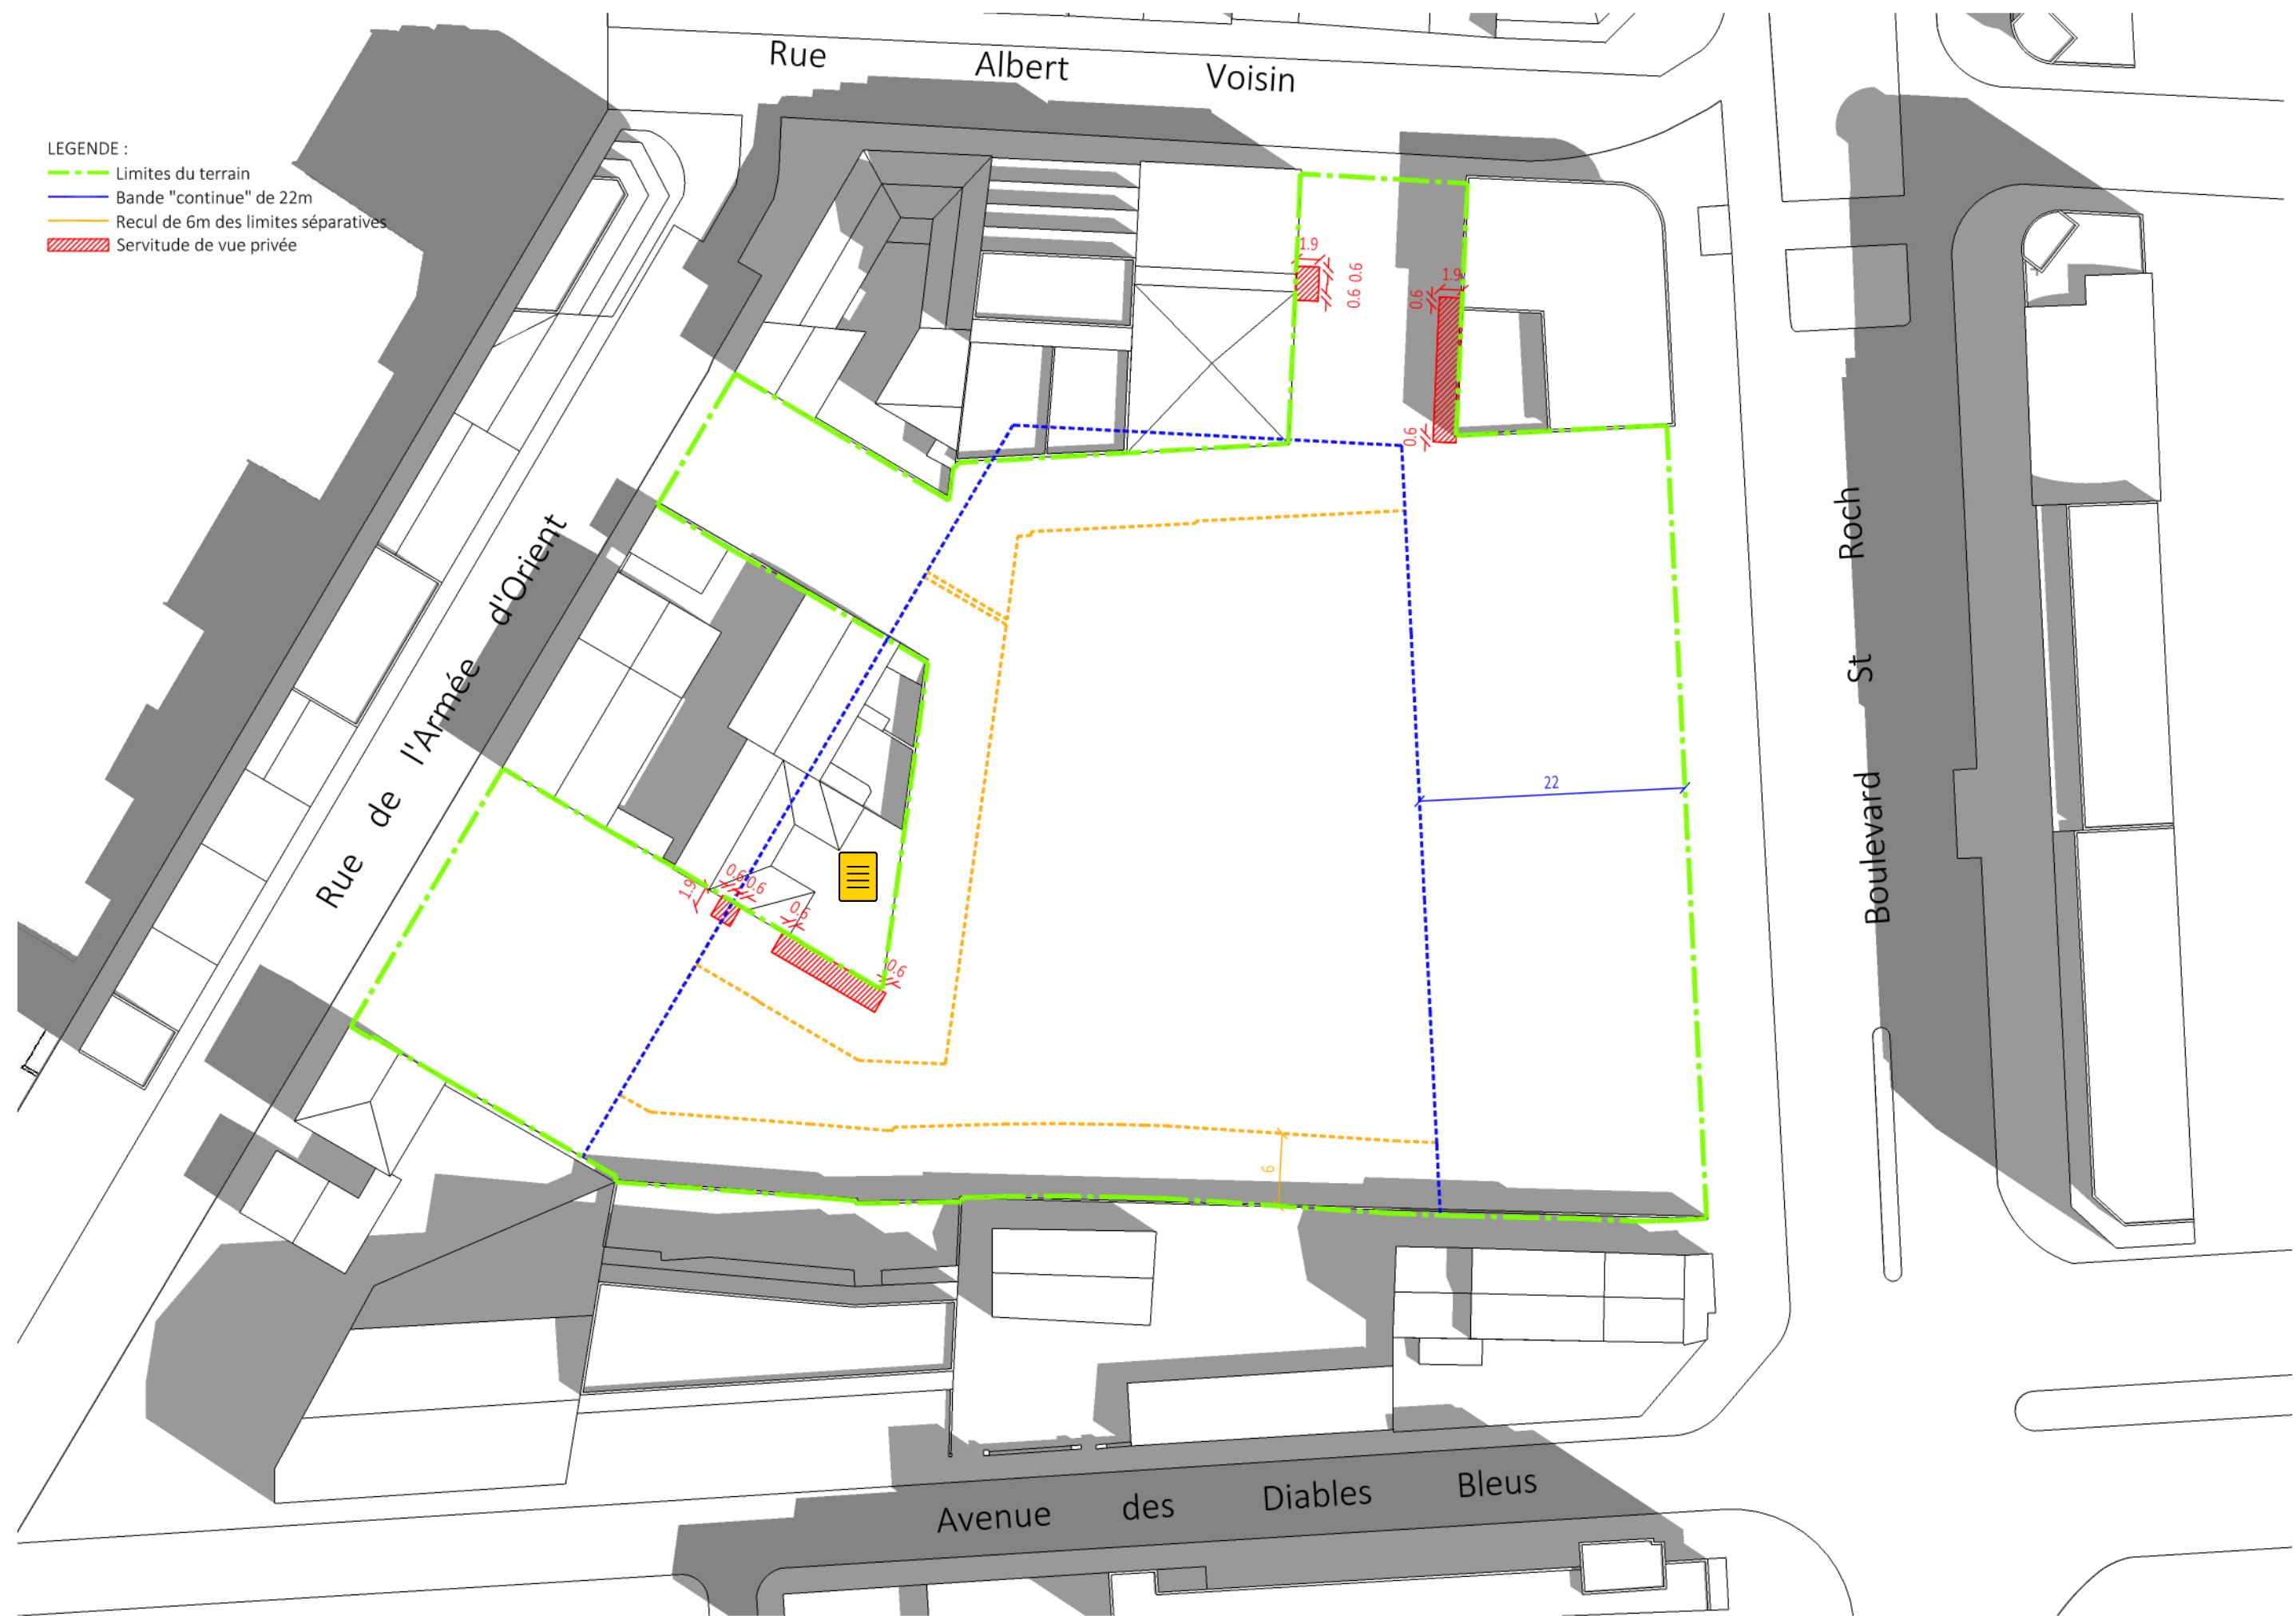 Rue Albert Voisin
LEGENDE :
Limites du terrain
Bande "continue" de 22m
Recul de 6m des limites séparatives
Servitude de vue privée
1.9
0.6
0.6
1.9
0.6
0.6
Rue de l'Armée d'Orient
Boulevard St Roch
22
1.9
0.6
0.6
0.6
0.6
6
Avenue des Diables Bleus